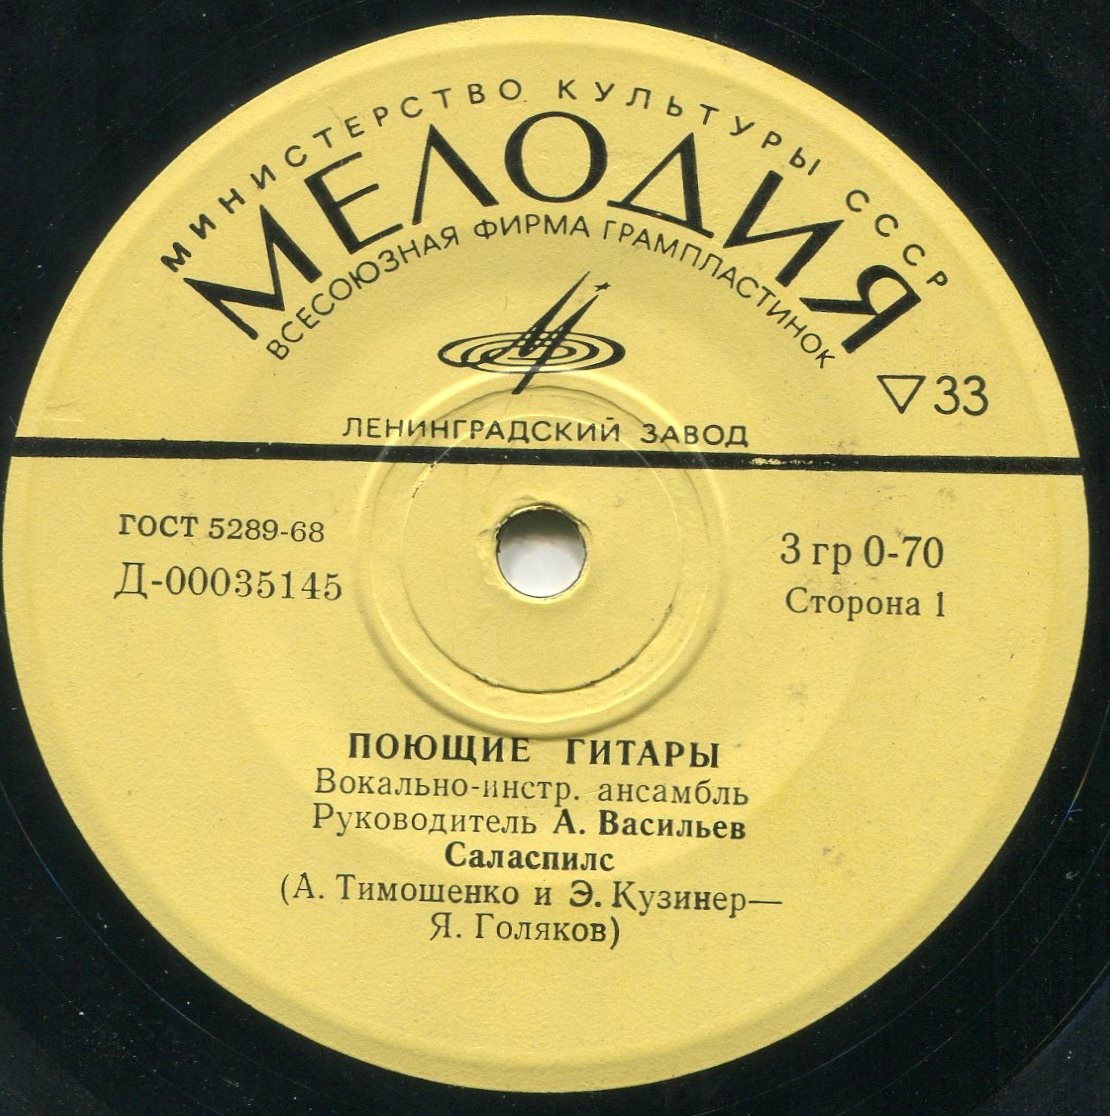 МИНИСТЕРСТВО КУЛЬТУРЫ СССР
МЕЛОДИЯ
ВСЕСОЮЗНАЯ ФИРМА ГРАМПЛАСТИНОК
▽33
ЛЕНИНГРАДСКИЙ ЗАВОД
ГОСТ 5289-68
Д-00035145
3 гр 0-70
Сторона 1
ПОЮЩИЕ ГИТАРЫ
Вокально-инстр. ансамбль
Руководитель А. Васильев
Саласпилс
(А. Тимошенко и Э. Кузинер—
Я. Голяков)